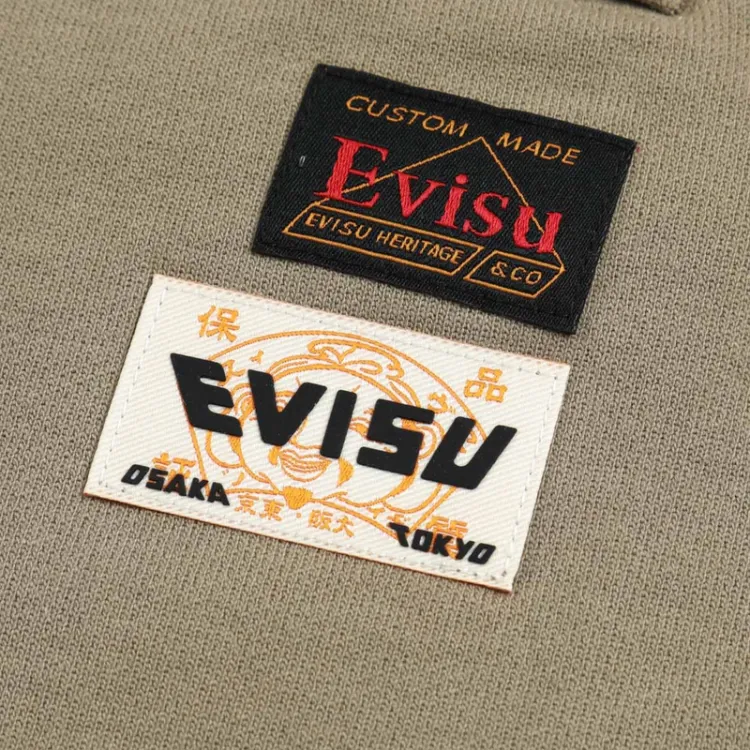 CUSTOM MADE
Evisu
EVISU HERITAGE & CO
保 品
EVISU
OSAKA
京東・阪大
TOKYO